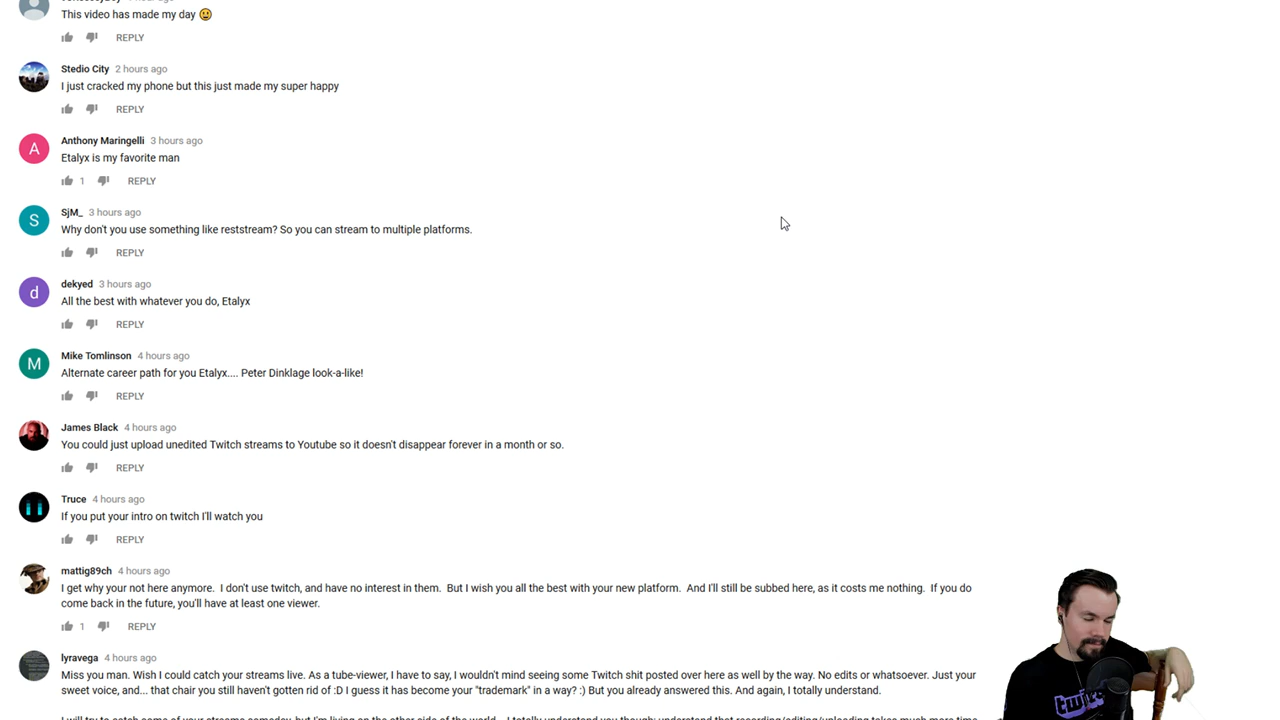 This video has made my day
REPLY
Stedio City 2 hours ago
I just cracked my phone but this just made my super happy
REPLY
A
Anthony Maringelli 3 hours ago
Etalyx is my favorite man
1 REPLY
S
SjM_ 3 hours ago
Why don't you use something like reststream? So you can stream to multiple platforms.
REPLY
d
dekyed 3 hours ago
All the best with whatever you do, Etalyx
REPLY
M
Mike Tomlinson 4 hours ago
Alternate career path for you Etalyx.... Peter Dinklage look-a-like!
REPLY
James Black 4 hours ago
You could just upload unedited Twitch streams to Youtube so it doesn't disappear forever in a month or so.
REPLY
Truce 4 hours ago
If you put your intro on twitch I'll watch you
REPLY
mattig89ch 4 hours ago
I get why your not here anymore. I don't use twitch, and have no interest in them. But I wish you all the best with your new platform. And I'll still be subbed here, as it costs me nothing. If you do
come back in the future, you'll have at least one viewer.
1 REPLY
lyravega 4 hours ago
Miss you man. Wish I could catch your streams live. As a tube-viewer, I have to say, I wouldn't mind seeing some Twitch shit posted over here as well by the way. No edits or whatsoever. Just your
sweet voice, and... that chair you still haven't gotten rid of :D I guess it has become your "trademark" in a way? :) But you already answered this. And again, I totally understand.
twitch